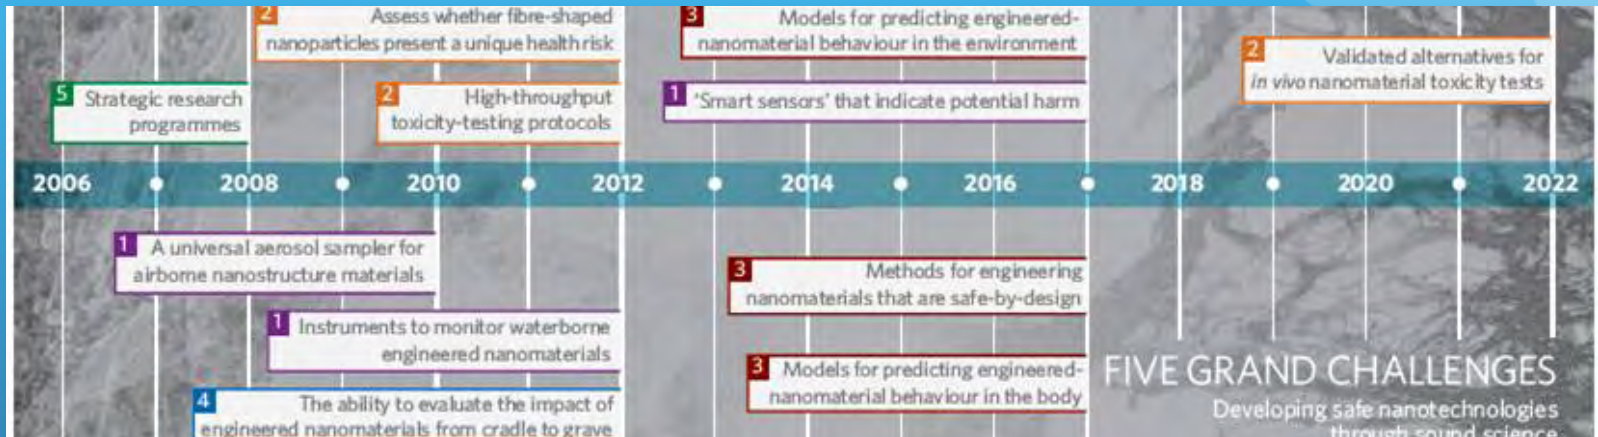 2
Assess whether fibre-shaped
nanoparticles present a unique health risk
3
Models for predicting engineered-
nanomaterial behaviour in the environment
2
Validated alternatives for
in vivo nanomaterial toxicity tests
5
Strategic research
programmes
2
High-throughput
toxicity-testing protocols
1
'Smart sensors' that indicate potential harm
2006 2008 2010 2012 2014 2016 2018 2020 2022
1
A universal aerosol sampler for
airborne nanostructure materials
3
Methods for engineering
nanomaterials that are safe-by-design
1
Instruments to monitor waterborne
engineered nanomaterials
3
Models for predicting engineered-
nanomaterial behaviour in the body
4
The ability to evaluate the impact of
engineered nanomaterials from cradle to grave
FIVE GRAND CHALLENGES
Developing safe nanotechnologies
through sound science